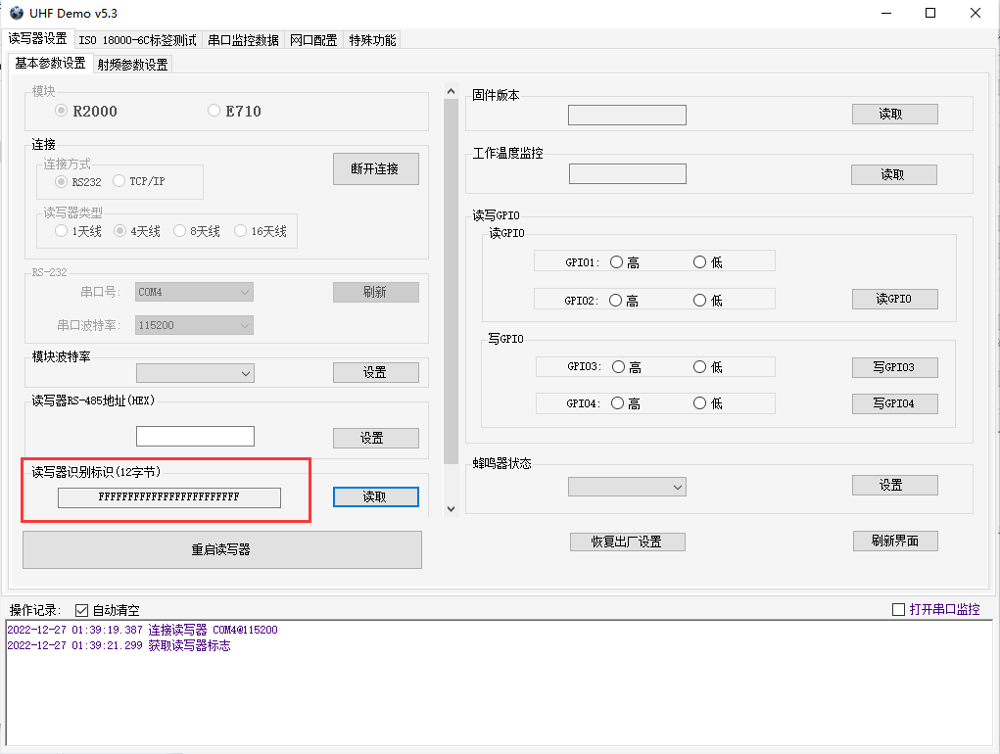 UHF Demo v5.3
读写器设置 ISO 18000-6C标签测试 串口监控数据 网口配置 特殊功能
基本参数设置 射频参数设置
模块
R2000 E710
连接
连接方式
RS232 TCP/IP
断开连接
读写器类型
1天线 4天线 8天线 16天线
RS-232
串口号: COM4 刷新
串口波特率: 115200
模块波特率
设置
读写器RS-485地址(HEX)
设置
读写器识别标识(12字节)
FFFFFFFFFFFFFFFFFFFFFFFF 读取
重启读写器
固件版本
读取
工作温度监控
读取
读写GPIO
读GPIO
GPIO1: 高 低
GPIO2: 高 低 读GPIO
写GPIO
GPIO3: 高 低 写GPIO3
GPIO4: 高 低 写GPIO4
蜂鸣器状态
设置
恢复出厂设置 刷新界面
操作记录: 自动清空 打开串口监控
2022-12-27 01:39:19.387 连接读写器 COM4@115200
2022-12-27 01:39:21.299 获取读写器标志